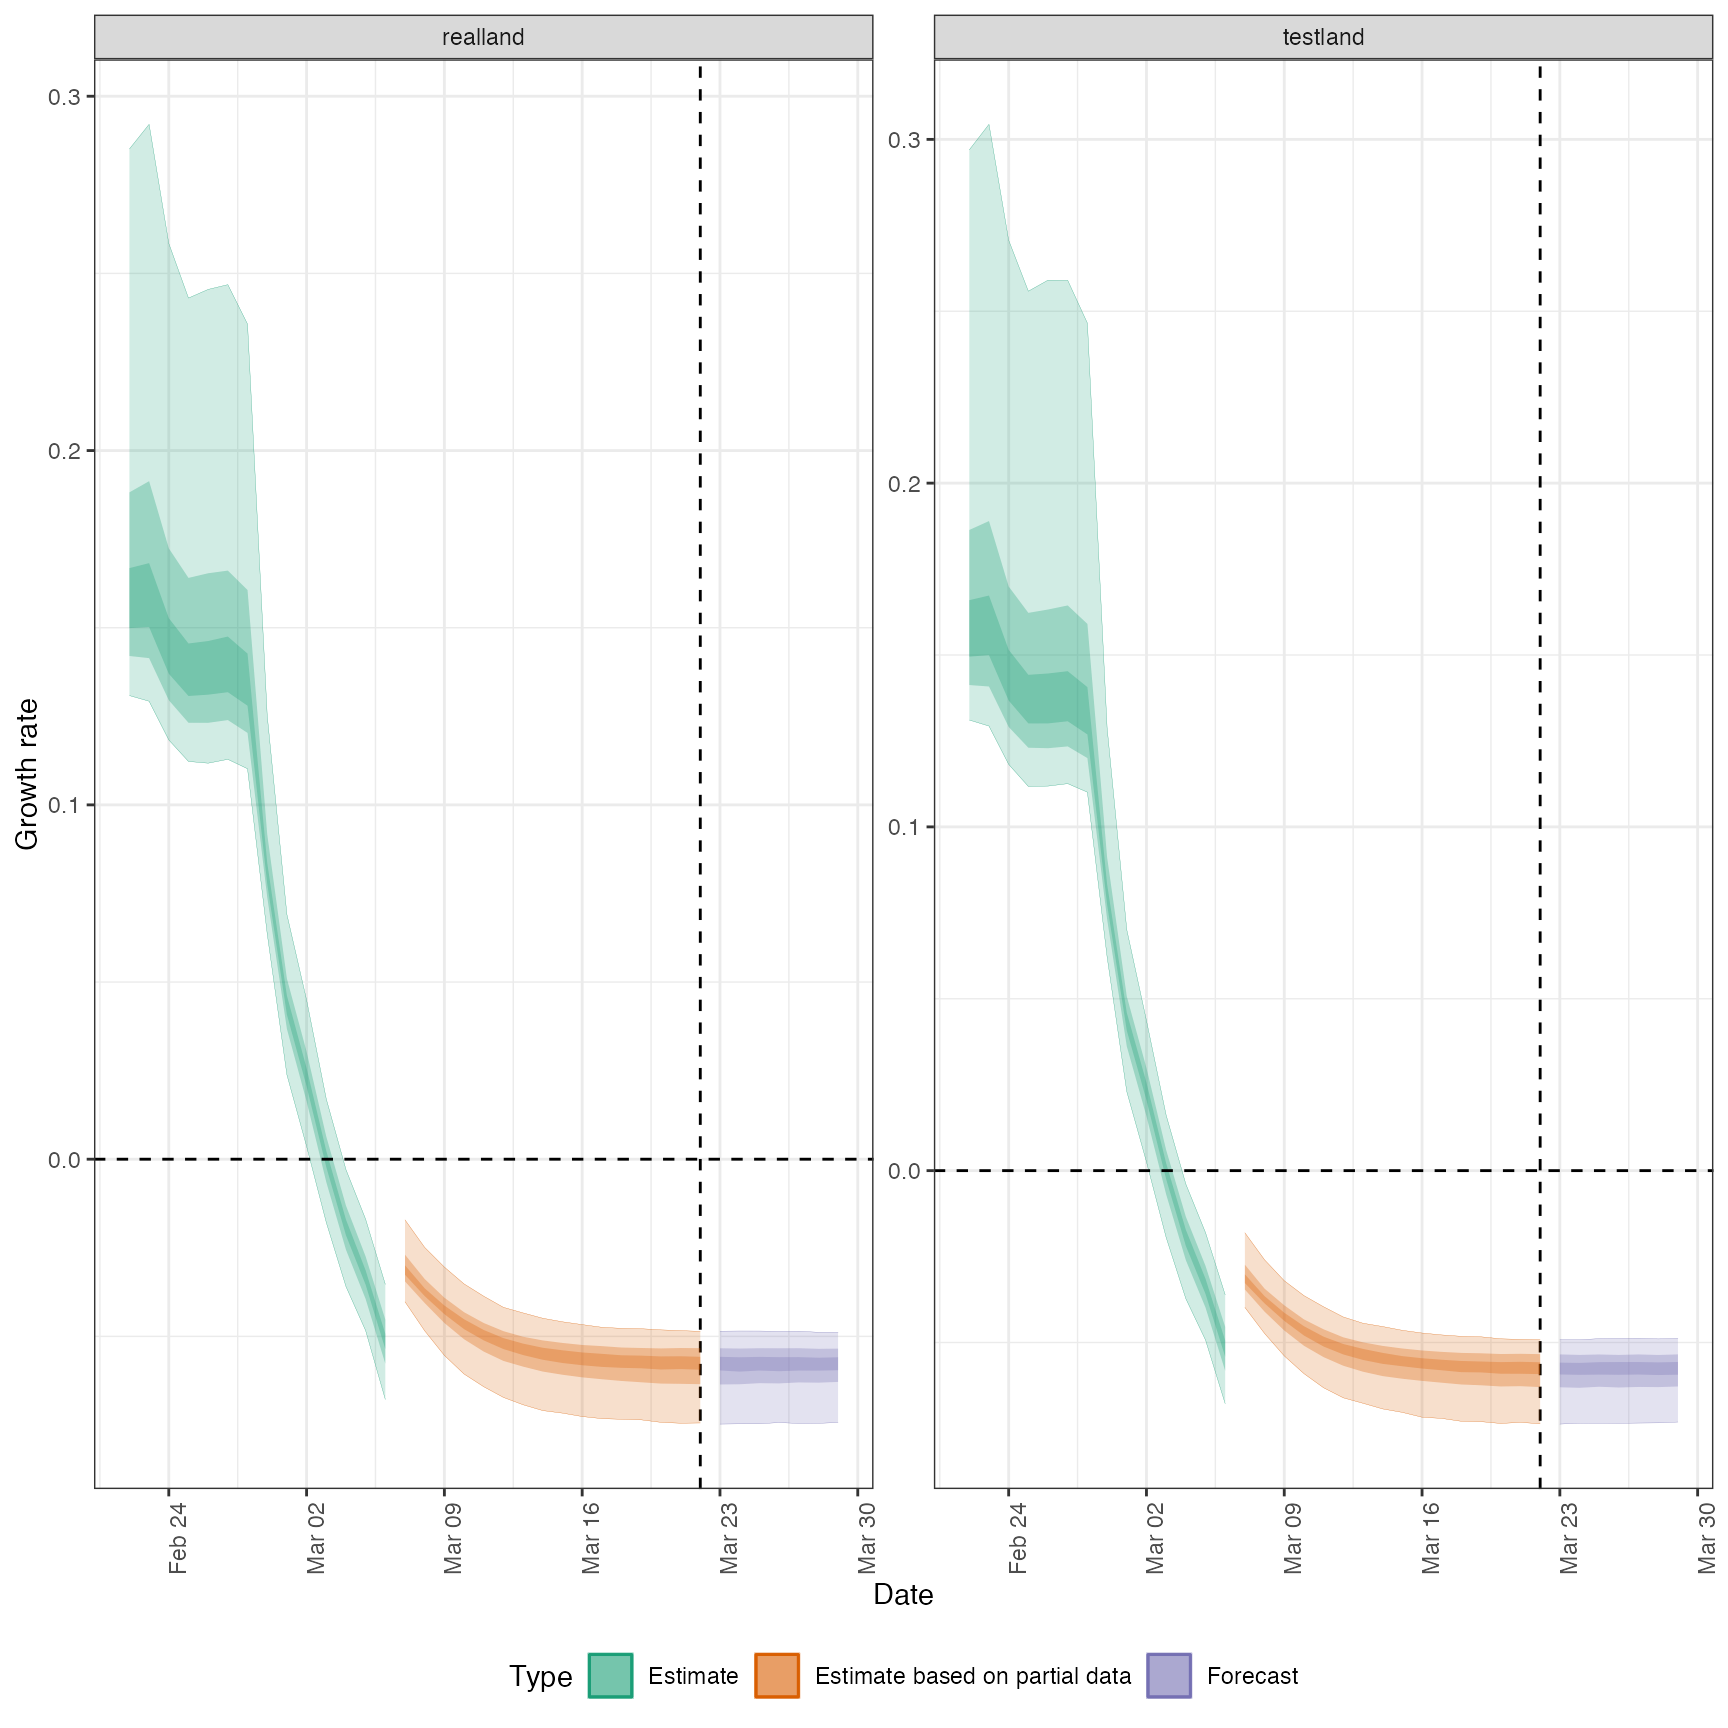 realland
testland
Growth rate
0.3
0.2
0.1
0.0
0.3
0.2
0.1
0.0
Feb 24
Mar 02
Mar 09
Mar 16
Mar 23
Mar 30
Feb 24
Mar 02
Mar 09
Mar 16
Mar 23
Mar 30
Date
Type
Estimate
Estimate based on partial data
Forecast